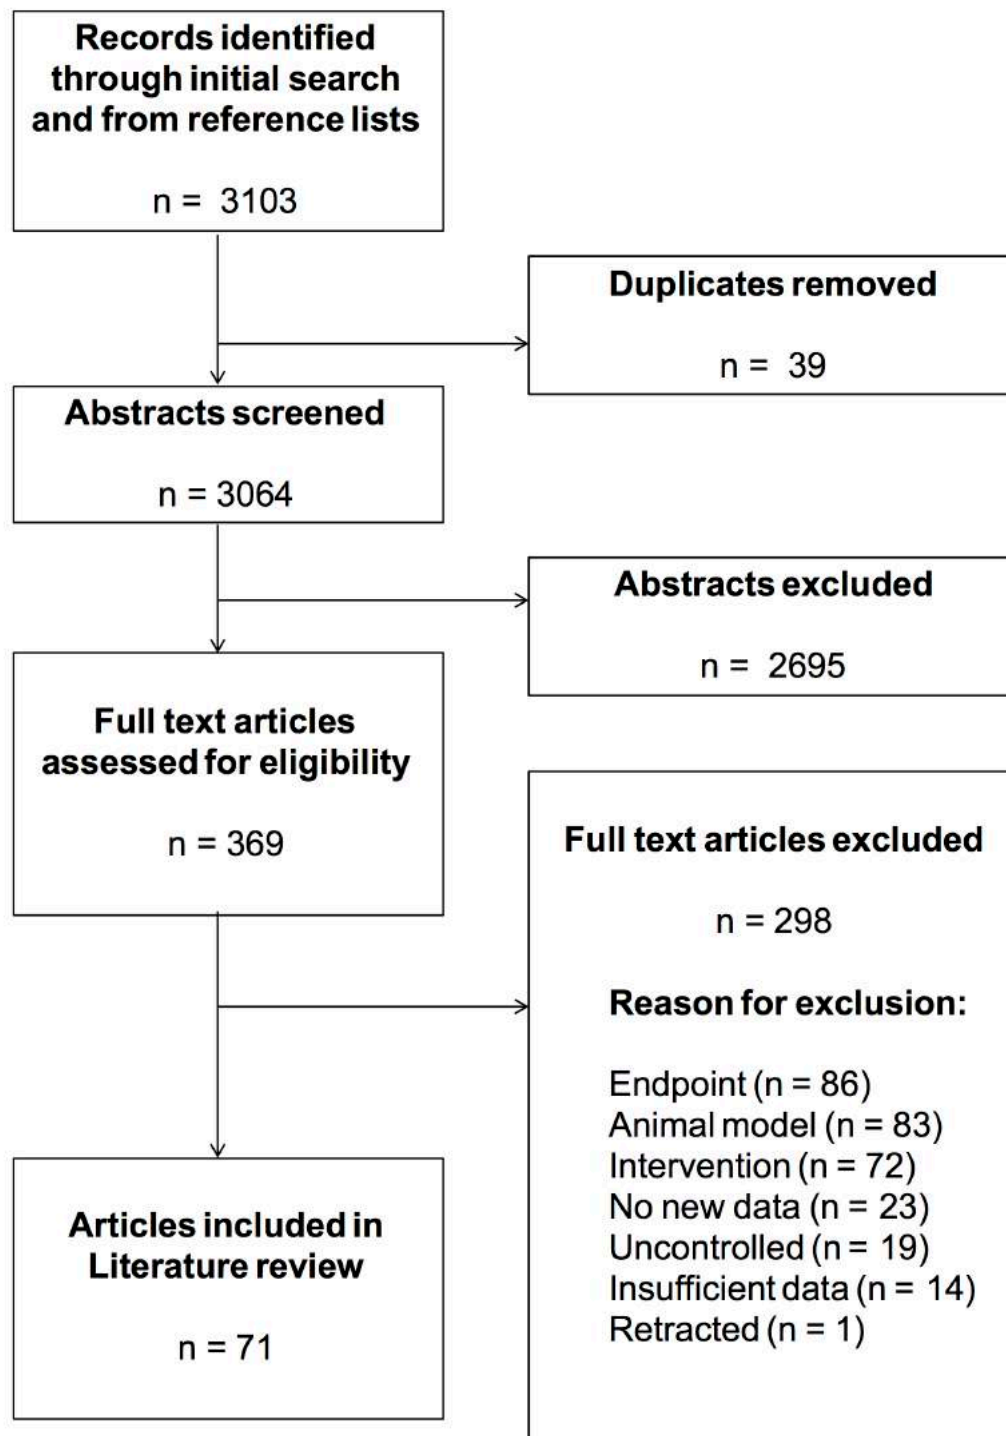 Records identified
through initial search
and from reference lists
n = 3103
Duplicates removed
n = 39
Abstracts screened
n = 3064
Abstracts excluded
n = 2695
Full text articles
assessed for eligibility
n = 369
Full text articles excluded
n = 298
Reason for exclusion:
Endpoint (n = 86)
Animal model (n = 83)
Intervention (n = 72)
No new data (n = 23)
Uncontrolled (n = 19)
Insufficient data (n = 14)
Retracted (n = 1)
Articles included in
Literature review
n = 71